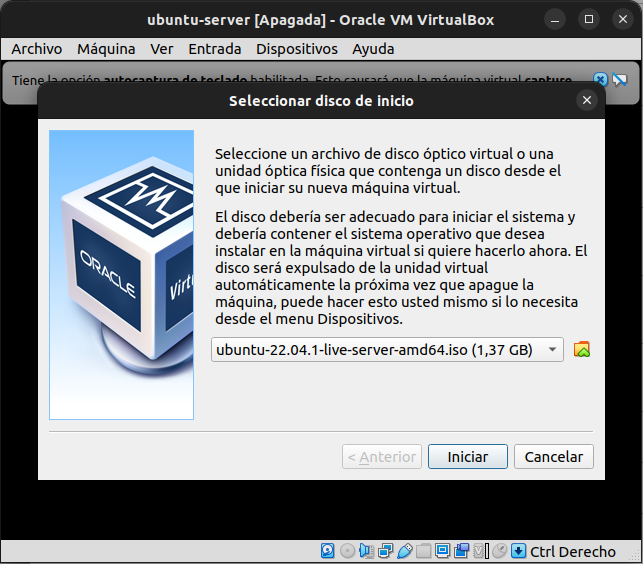 ubuntu-server [Apagada] - Oracle VM VirtualBox
Archivo Máquina Ver Entrada Dispositivos Ayuda
Tiene la opción autocaptura de teclado habilitada. Esto causará que la máquina virtual capture
Seleccionar disco de inicio
Seleccione un archivo de disco óptico virtual o una
unidad óptica física que contenga un disco desde el
que iniciar su nueva máquina virtual.
El disco debería ser adecuado para iniciar el sistema y
debería contener el sistema operativo que desea
instalar en la máquina virtual si quiere hacerlo ahora. El
disco será expulsado de la unidad virtual
automáticamente la próxima vez que apague la
máquina, puede hacer esto usted mismo si lo necesita
desde el menu Dispositivos.
ORACLE
Virtu
ubuntu-22.04.1-live-server-amd64.iso (1,37 GB)
< Anterior
Iniciar
Cancelar
Ctrl Derecho